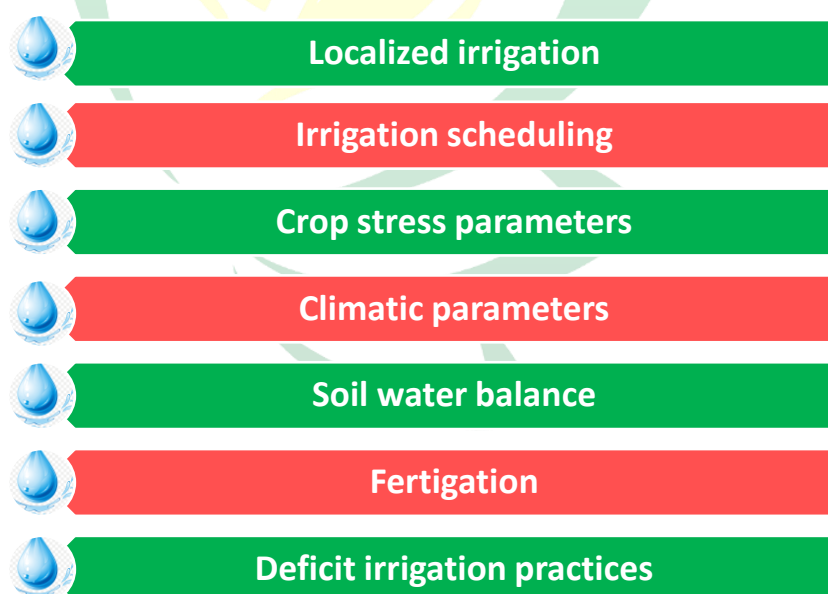 Localized irrigation
Irrigation scheduling
Crop stress parameters
Climatic parameters
Soil water balance
Fertigation
Deficit irrigation practices